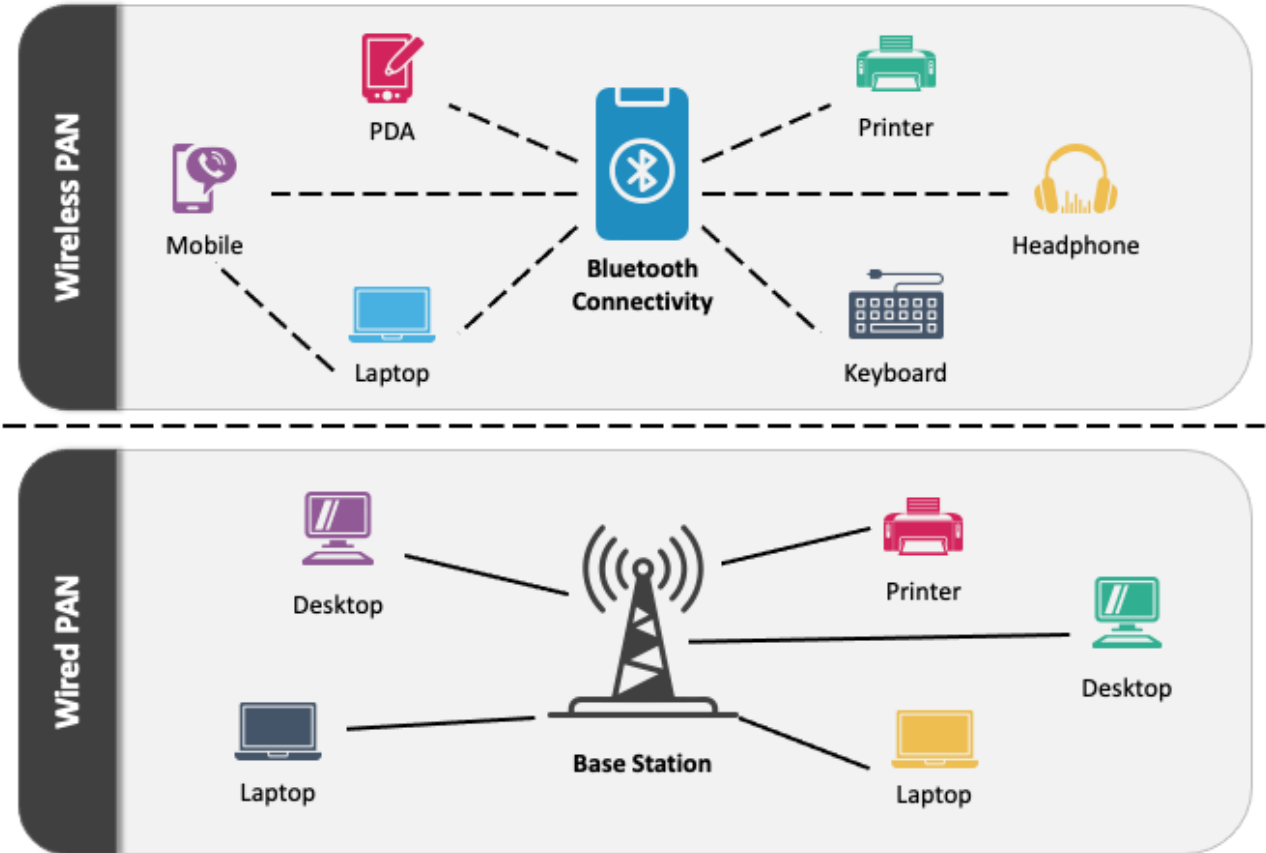 Wireless PAN
PDA
Printer
Mobile
Headphone
Bluetooth
Connectivity
Laptop
Keyboard
Wired PAN
Desktop
Printer
Desktop
Laptop
Base Station
Laptop